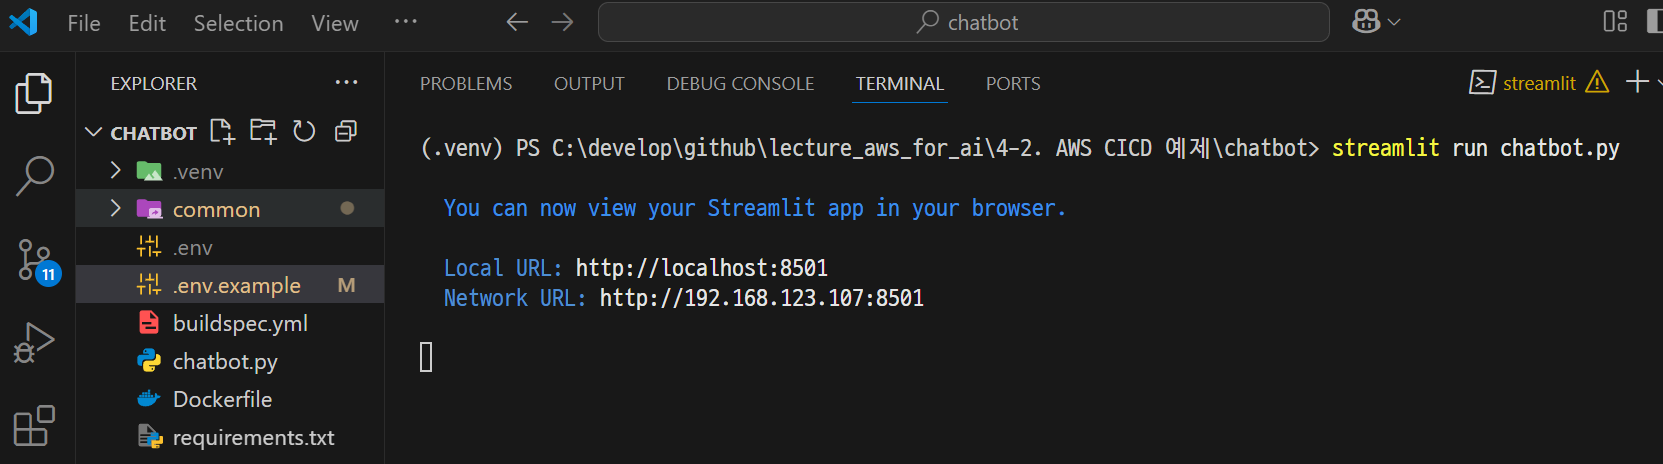 File Edit Selection View ··· chatbot
EXPLORER ···
CHATBOT
.venv
common
.env
.env.example M
11
buildspec.yml
chatbot.py
Dockerfile
requirements.txt
PROBLEMS OUTPUT DEBUG CONSOLE TERMINAL PORTS
streamlit
(.venv) PS C:\develop\github\lecture_aws_for_ai\4-2. AWS CICD 예제\chatbot> streamlit run chatbot.py
You can now view your Streamlit app in your browser.
Local URL: http://localhost:8501
Network URL: http://192.168.123.107:8501